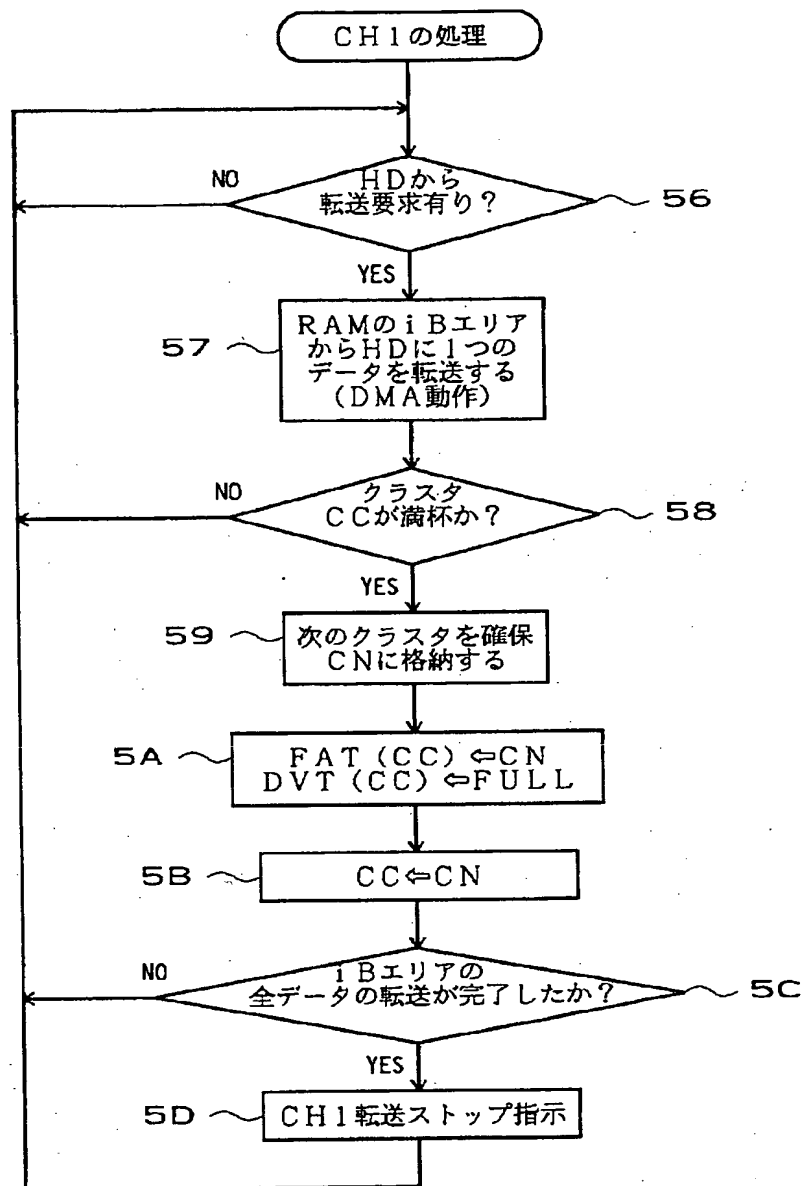 CH1の処理
NO
HDから
転送要求有り?
56
YES
57
RAMのiBエリア
からHDに1つの
データを転送する
(DMA動作)
NO
クラスタ
CCが満杯か?
58
YES
59
次のクラスタを確保
CNに格納する
5A
FAT(CC)⇦CN
DVT(CC)⇦FULL
5B
CC⇦CN
NO
iBエリアの
全データの転送が完了したか?
5C
YES
5D
CH1転送ストップ指示